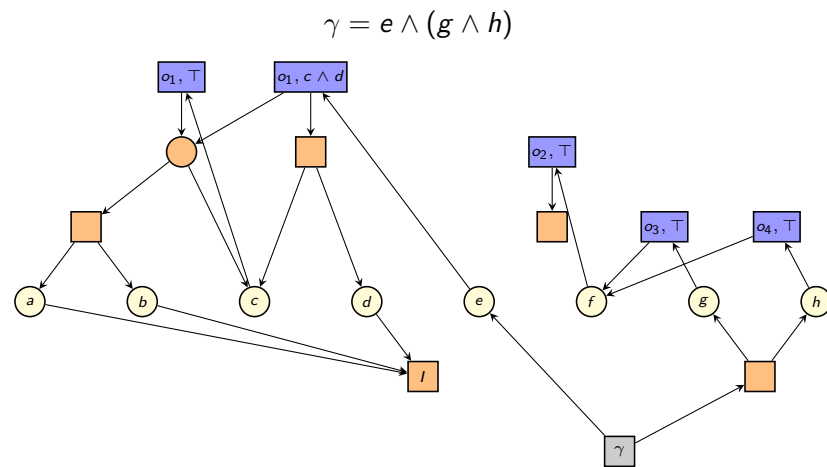 γ = e ∧ (g ∧ h)
o₁, ⊤
o₁, c ∧ d
o₂, ⊤
o₃, ⊤
o₄, ⊤
a
b
c
d
e
f
g
h
I
γ